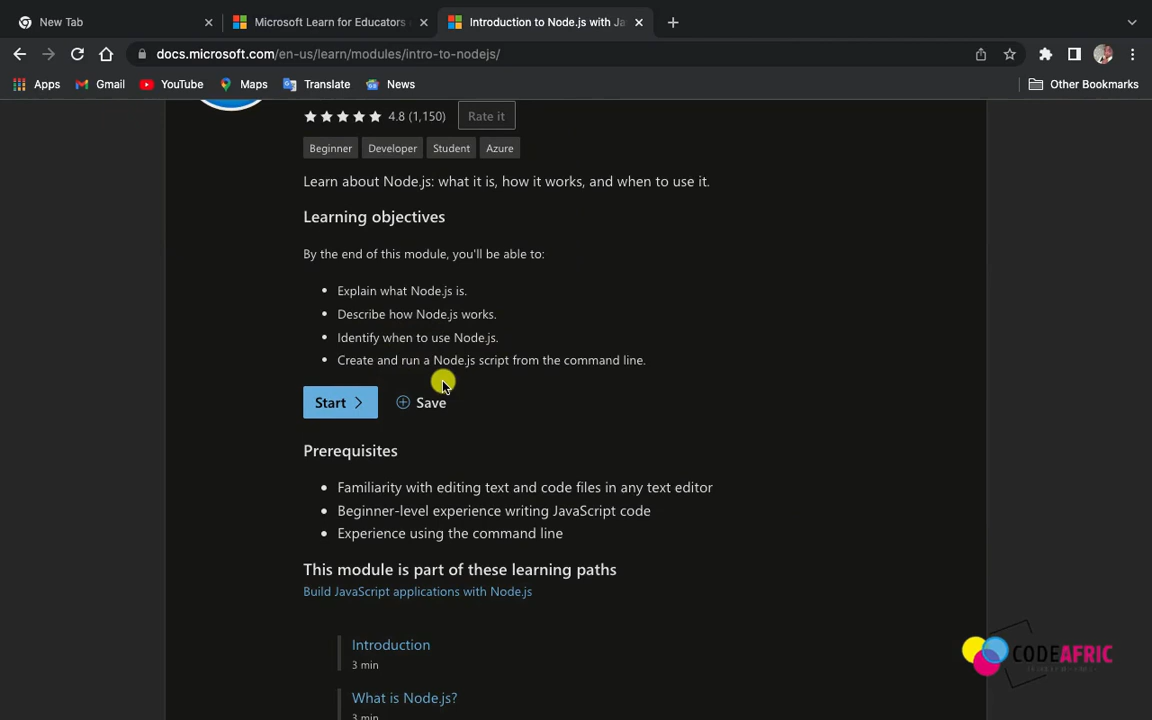 New Tab
Microsoft Learn for Educators
Introduction to Node.js with Ja
docs.microsoft.com/en-us/learn/modules/intro-to-nodejs/
Apps
Gmail
YouTube
Maps
Translate
News
Other Bookmarks
4.8 (1,150)
Rate it
Beginner
Developer
Student
Azure
Learn about Node.js: what it is, how it works, and when to use it.
Learning objectives
By the end of this module, you'll be able to:
Explain what Node.js is.
Describe how Node.js works.
Identify when to use Node.js.
Create and run a Node.js script from the command line.
Start
Save
Prerequisites
Familiarity with editing text and code files in any text editor
Beginner-level experience writing JavaScript code
Experience using the command line
This module is part of these learning paths
Build JavaScript applications with Node.js
Introduction
3 min
What is Node.js?
3 min
CODEAFRIC